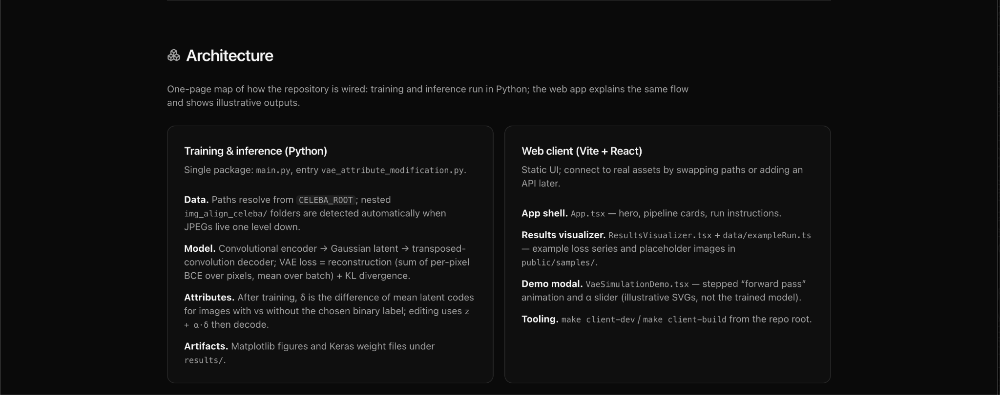 Architecture
One-page map of how the repository is wired: training and inference run in Python; the web app explains the same flow
and shows illustrative outputs.
Training & inference (Python)
Single package: main.py, entry vae_attribute_modification.py.
Data. Paths resolve from CELEBA_ROOT; nested
img_align_celeba/ folders are detected automatically when
JPEGs live one level down.
Model. Convolutional encoder → Gaussian latent → transposed-
convolution decoder; VAE loss = reconstruction (sum of per-pixel
BCE over pixels, mean over batch) + KL divergence.
Attributes. After training, δ is the difference of mean latent codes
for images with vs without the chosen binary label; editing uses z
+ α·δ then decode.
Artifacts. Matplotlib figures and Keras weight files under
results/.
Web client (Vite + React)
Static UI; connect to real assets by swapping paths or adding an
API later.
App shell. App.tsx — hero, pipeline cards, run instructions.
Results visualizer. ResultsVisualizer.tsx + data/exampleRun.ts
— example loss series and placeholder images in
public/samples/.
Demo modal. VaeSimulationDemo.tsx — stepped “forward pass”
animation and α slider (illustrative SVGs, not the trained model).
Tooling. make client-dev / make client-build from the repo root.